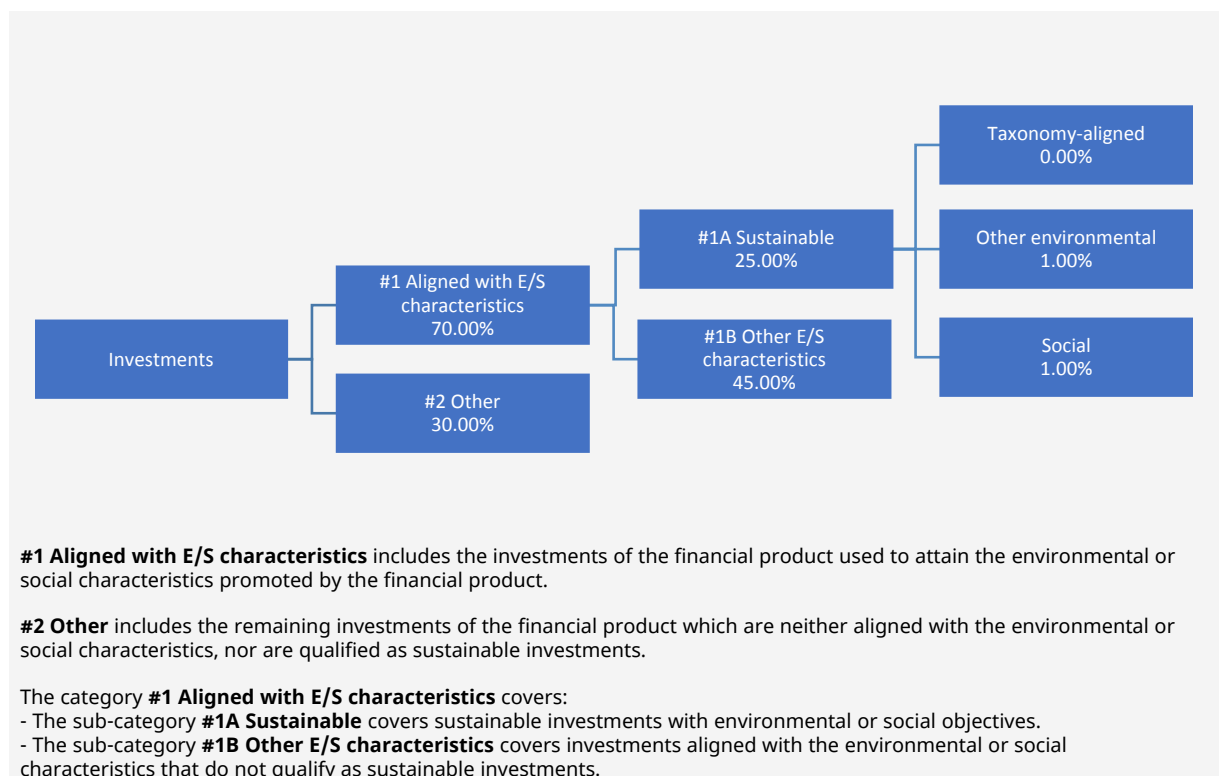 Taxonomy-aligned
0.00%
#1A Sustainable
25.00%
Other environmental
1.00%
#1 Aligned with E/S
characteristics
70.00%
Investments
#1B Other E/S
characteristics
45.00%
Social
1.00%
#2 Other
30.00%
#1 Aligned with E/S characteristics includes the investments of the financial product used to attain the environmental or
social characteristics promoted by the financial product.
#2 Other includes the remaining investments of the financial product which are neither aligned with the environmental or
social characteristics, nor are qualified as sustainable investments.
The category #1 Aligned with E/S characteristics covers:
- The sub-category #1A Sustainable covers sustainable investments with environmental or social objectives.
- The sub-category #1B Other E/S characteristics covers investments aligned with the environmental or social
characteristics that do not qualify as sustainable investments.